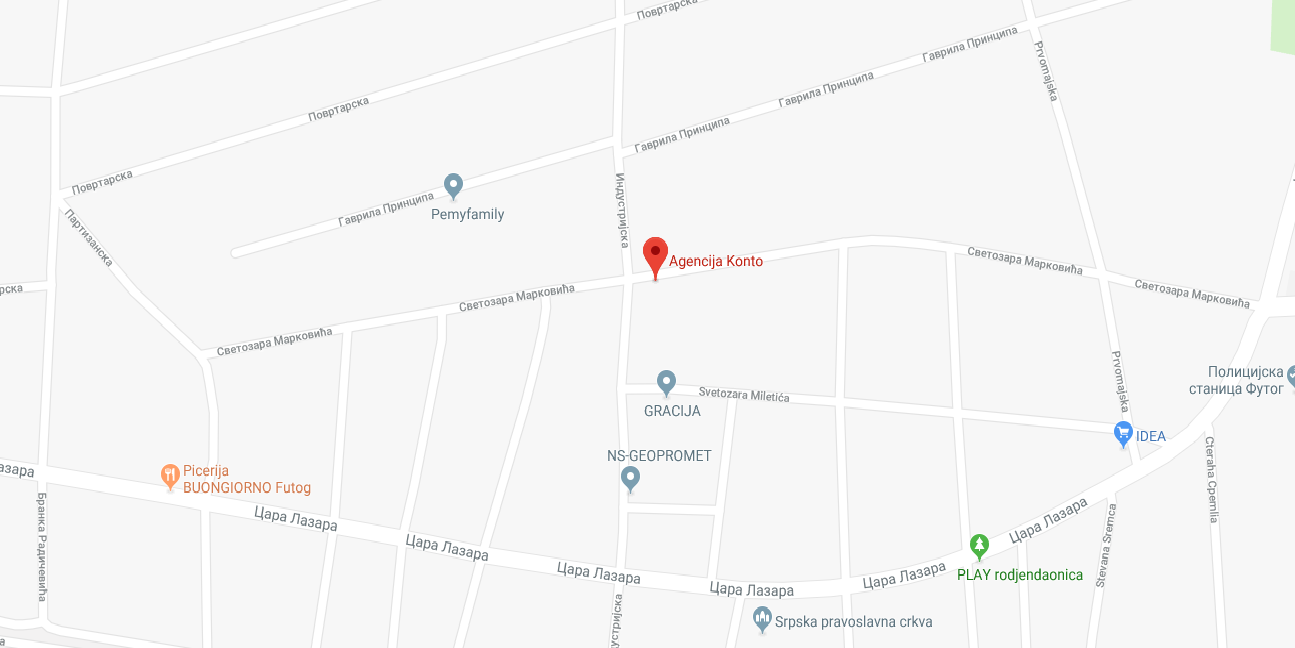 Повртарска
Гаврила Принципа
Prvomajska
Гаврила Принципа
Повртарска
Гаврила Принципа
Повртарска
Индустријска
Гаврила Принципа
Pemyfamily
Партизанска
Agencija Konto
Светозара Марковића
Светозара Марковића
рска
Светозара Марковића
Светозара Марковића
Prvomajska
Полицијска
станица Футог
Svetozara Miletića
GRACIJA
IDEA
NS-GEOPROMET
азара
Picerija
BUONGIORNO Futog
Бранка Радичевића
Цара Лазара
Цара Лазара
Цара Лазара
Цара Лазара
Цара Лазара
Цара Лазара
Stevana Sremca
PLAY rodjendaonica
устријска
Srpska pravoslavna crkva